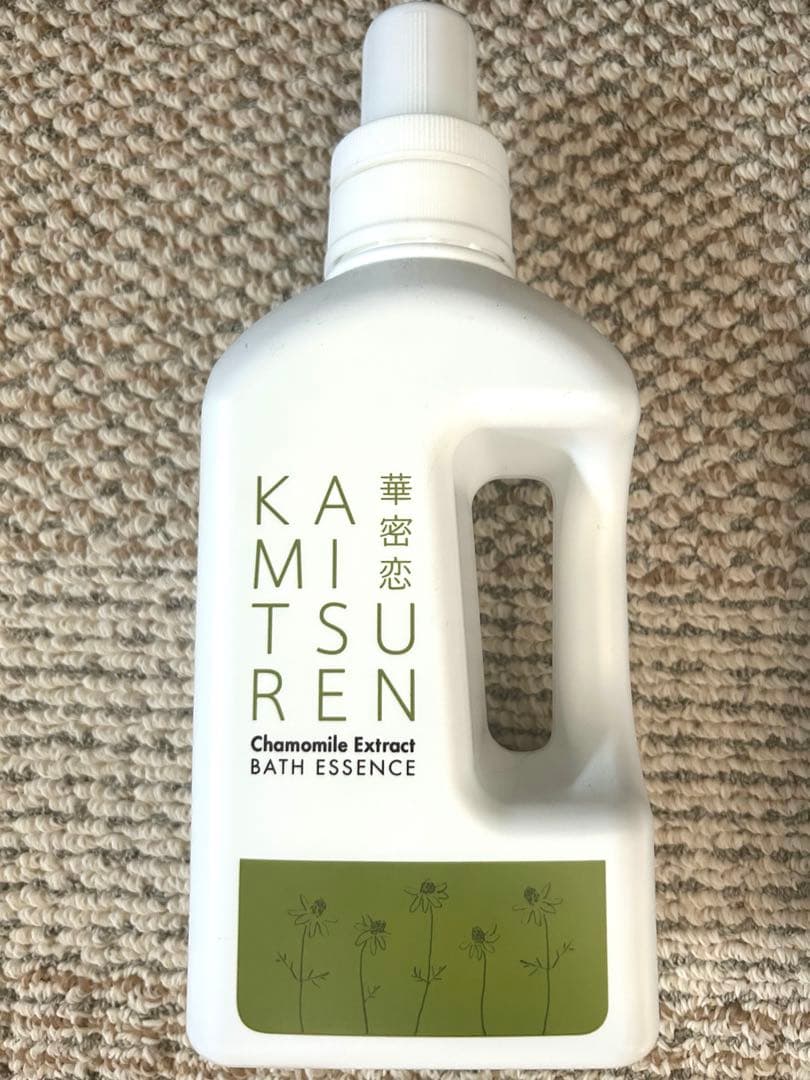 KA
MI
TSU
REN
華密恋
Chamomile Extract
BATH ESSENCE